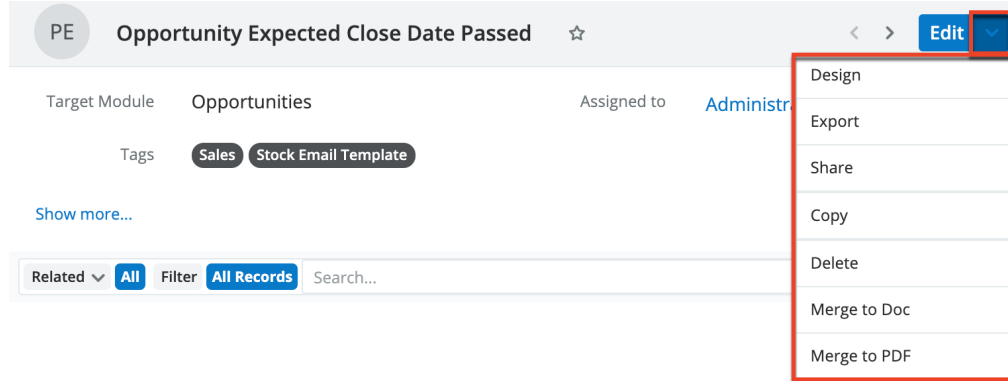 PE Opportunity Expected Close Date Passed Edit
Design
Target Module Opportunities Assigned to
Export
Tags Sales Stock Email Template
Share
Show more...
Copy
Delete
Related All Filter All Records Search...
Merge to Doc
Merge to PDF